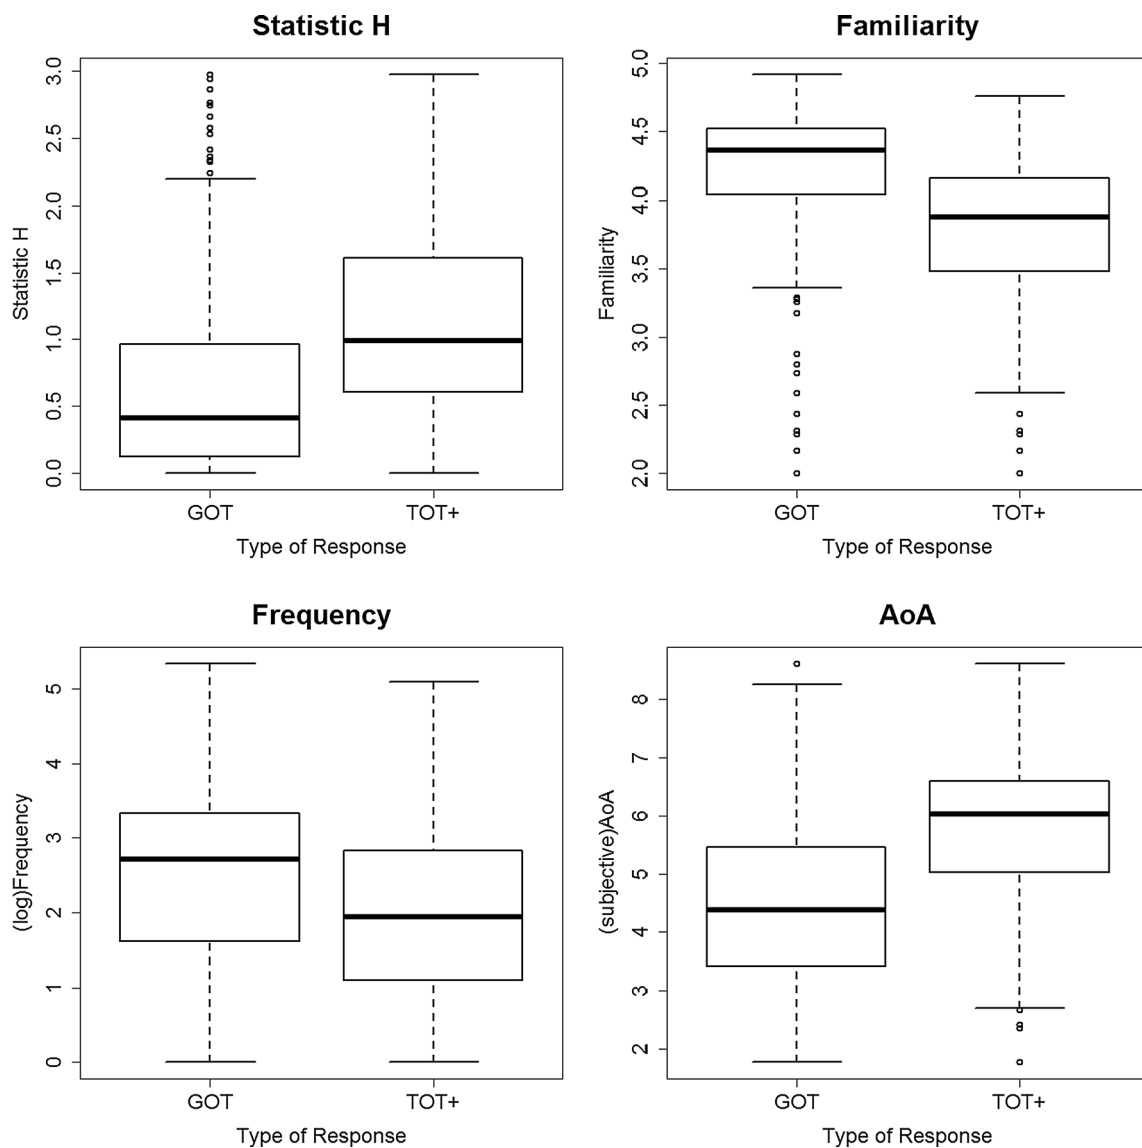 Statistic H
Statistic H
3.0
2.5
2.0
1.5
1.0
0.5
0.0
GOT TOT+
Type of Response
Familiarity
Familiarity
5.0
4.5
4.0
3.5
3.0
2.5
2.0
GOT TOT+
Type of Response
Frequency
(log)Frequency
5
4
3
2
1
0
GOT TOT+
Type of Response
AoA
(subjective)AoA
8
7
6
5
4
3
2
GOT TOT+
Type of Response